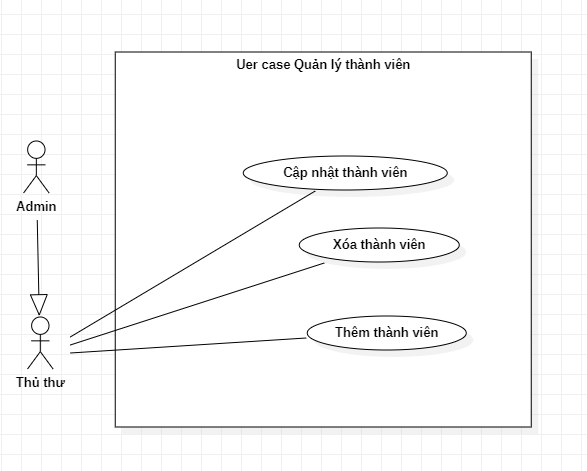 Uer case Quản lý thành viên
Cập nhật thành viên
Admin
Xóa thành viên
Thêm thành viên
Thủ thư